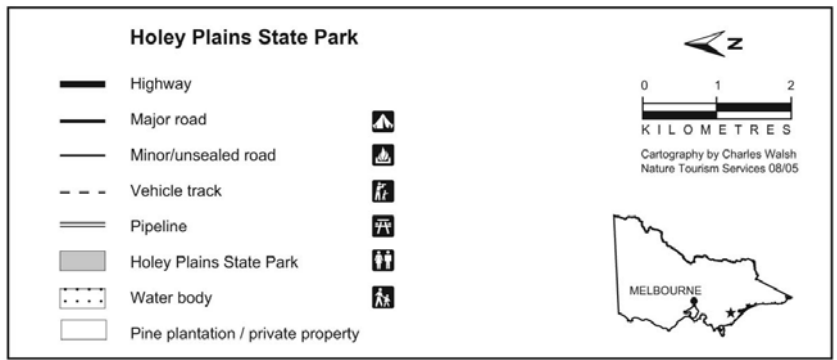 Holey Plains State Park
Highway
Major road
Minor/unsealed road
Vehicle track
Pipeline
Holey Plains State Park
Water body
Pine plantation / private property
N
0 1 2
KILOMETRES
Cartography by Charles Walsh
Nature Tourism Services 08/05
MELBOURNE